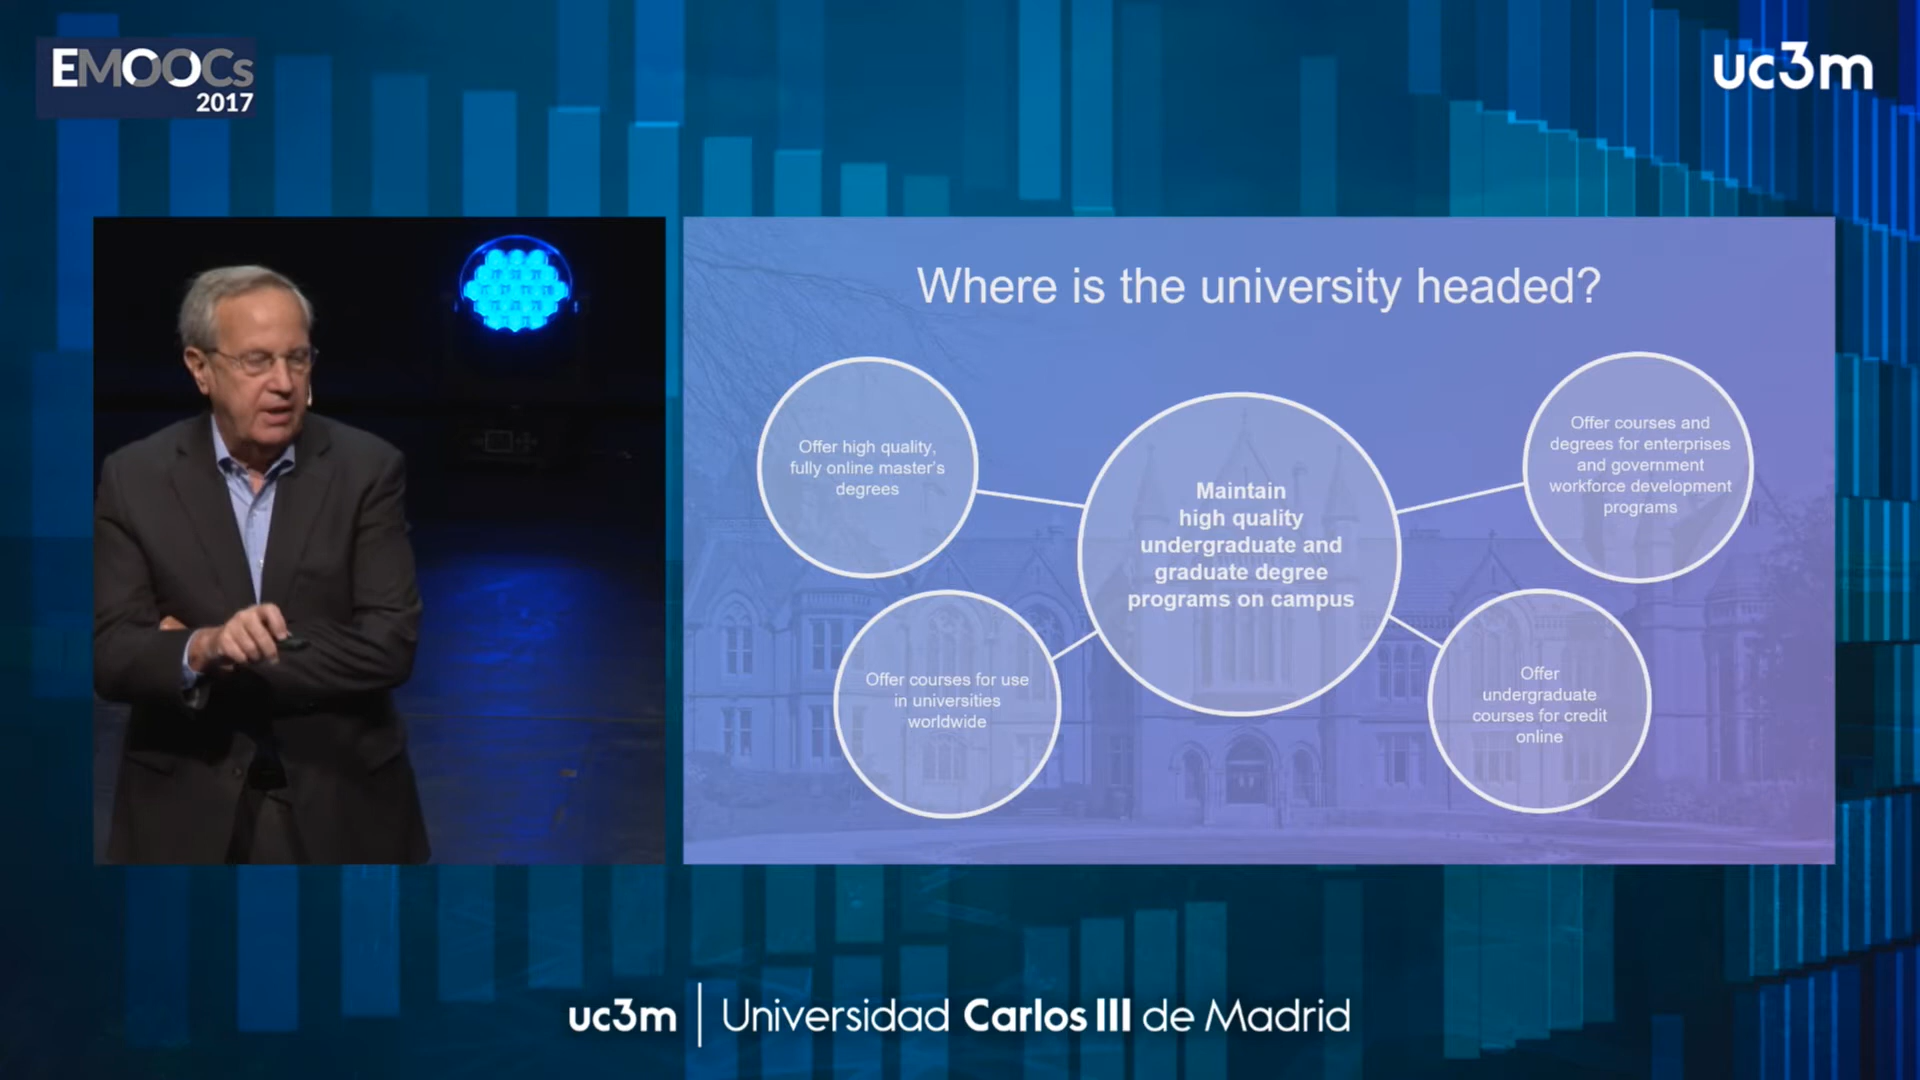 EMOOCs
2017
uc3m
Where is the university headed?
Offer high quality,
fully online master's
degrees
Maintain
high quality
undergraduate and
graduate degree
programs on campus
Offer courses and
degrees for enterprises
and government
workforce development
programs
Offer courses for use
in universities
worldwide
Offer
undergraduate
courses for credit
online
uc3m | Universidad Carlos III de Madrid